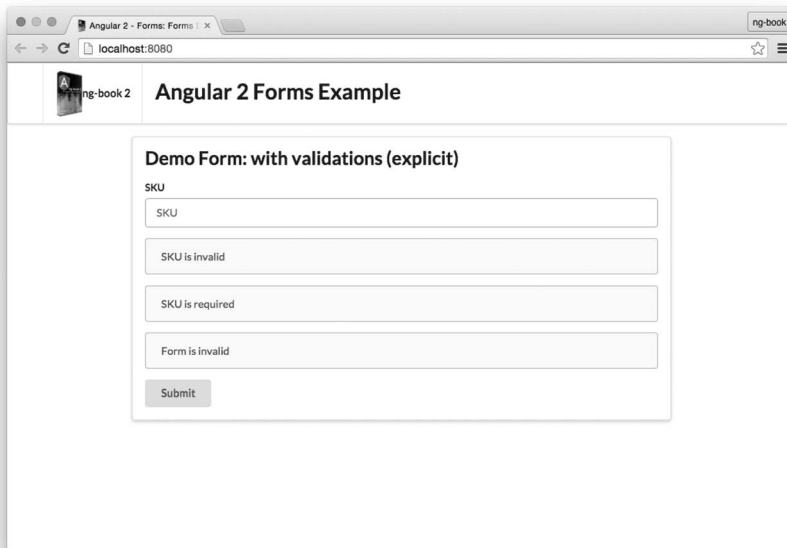 Angular 2 - Forms: Forms
ng-book
localhost:8080
ng-book 2
Angular 2 Forms Example
Demo Form: with validations (explicit)
SKU
SKU
SKU is invalid
SKU is required
Form is invalid
Submit